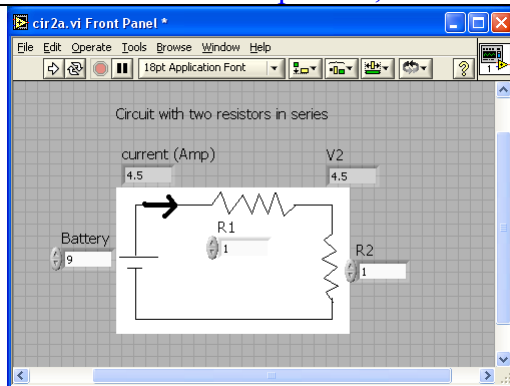 cir2a.vi Front Panel *
File Edit Operate Tools Browse Window Help
18pt Application Font
1
Circuit with two resistors in series
current (Amp)
4.5
V2
4.5
R1
1
Battery
9
R2
1